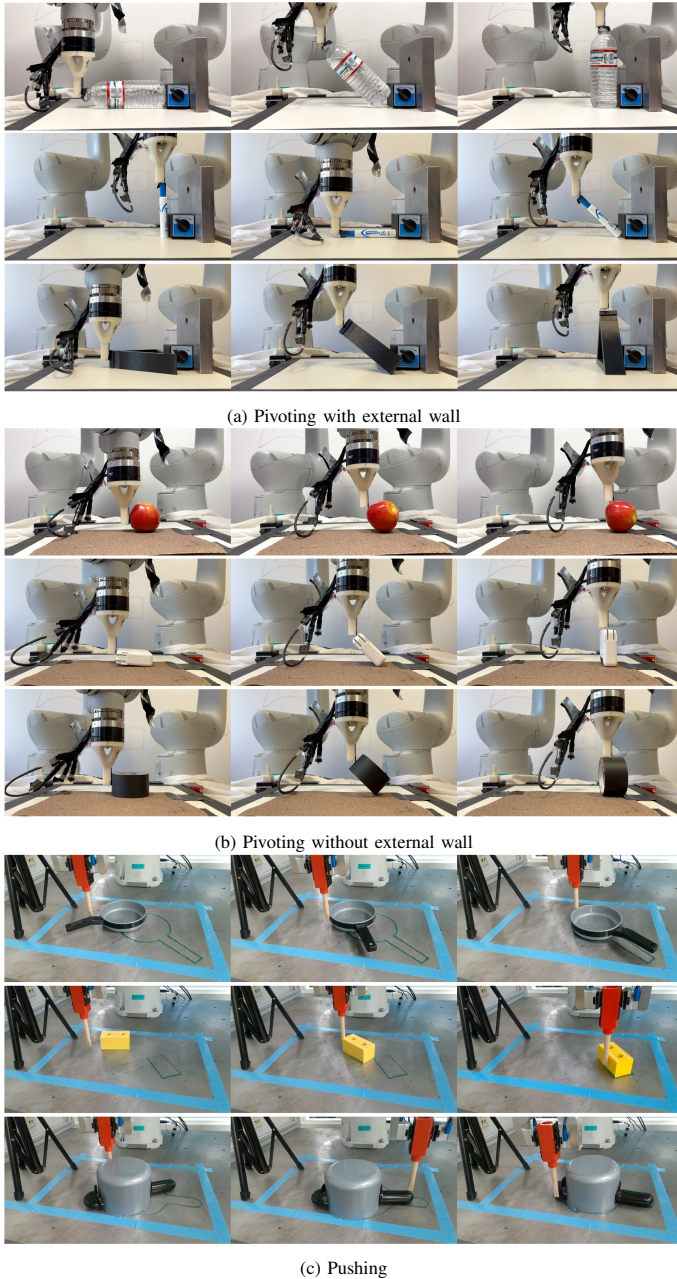 (a) Pivoting with external wall
(b) Pivoting without external wall
(c) Pushing